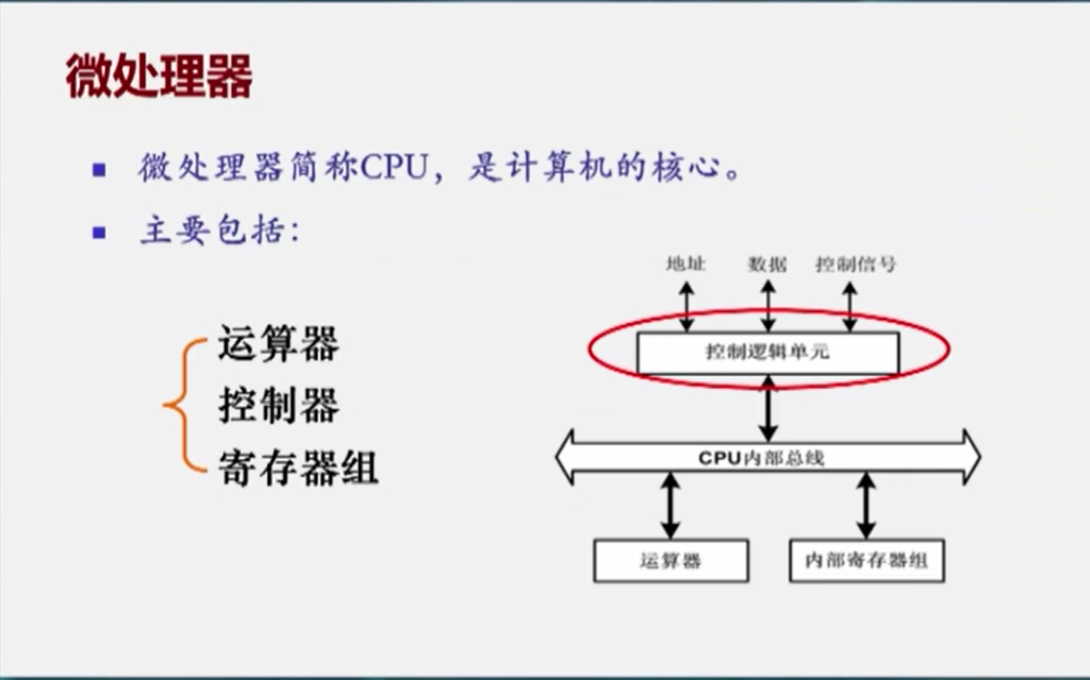 微处理器
微处理器简称CPU，是计算机的核心。
主要包括：
运算器
控制器
寄存器组
地址 数据 控制信号
控制逻辑单元
CPU内部总线
运算器 内部寄存器组